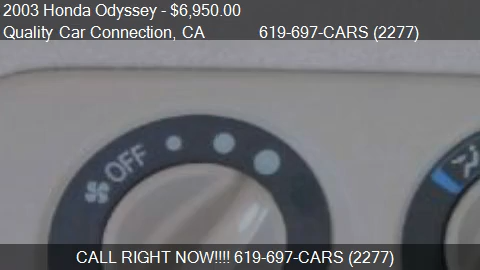 2003 Honda Odyssey - $6,950.00
Quality Car Connection, CA 619-697-CARS (2277)
OFF
CALL RIGHT NOW!!!! 619-697-CARS (2277)